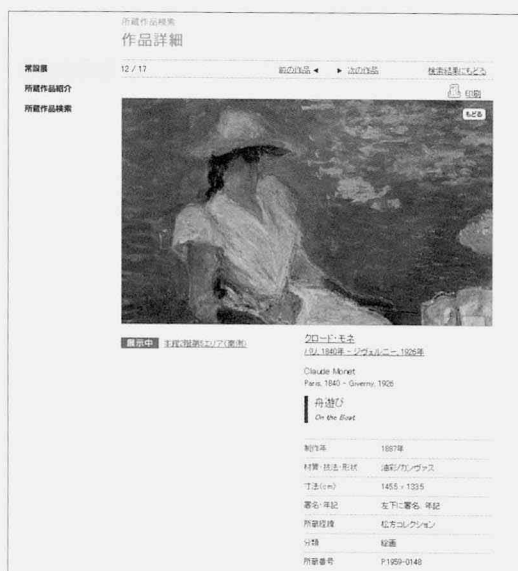 所蔵作品検索
作品詳細
常設展
所蔵作品紹介
所蔵作品検索
12 / 17
前の作品 ◀ ▶ 次の作品
検索結果にもどる
印刷
もどる
展示中
クロード・モネ
パリ, 1840年 - ジヴェルニー, 1926年
Claude Monet
Paris, 1840 - Giverny, 1926
舟遊び
On the Boat
制作年 1887年
材質・技法・形状 油彩/カンヴァス
寸法(cm) 145.5 x 133.5
署名・年記 左下に署名、年記
所蔵経緯 松方コレクション
分類 絵画
所蔵番号 P.1959-0148